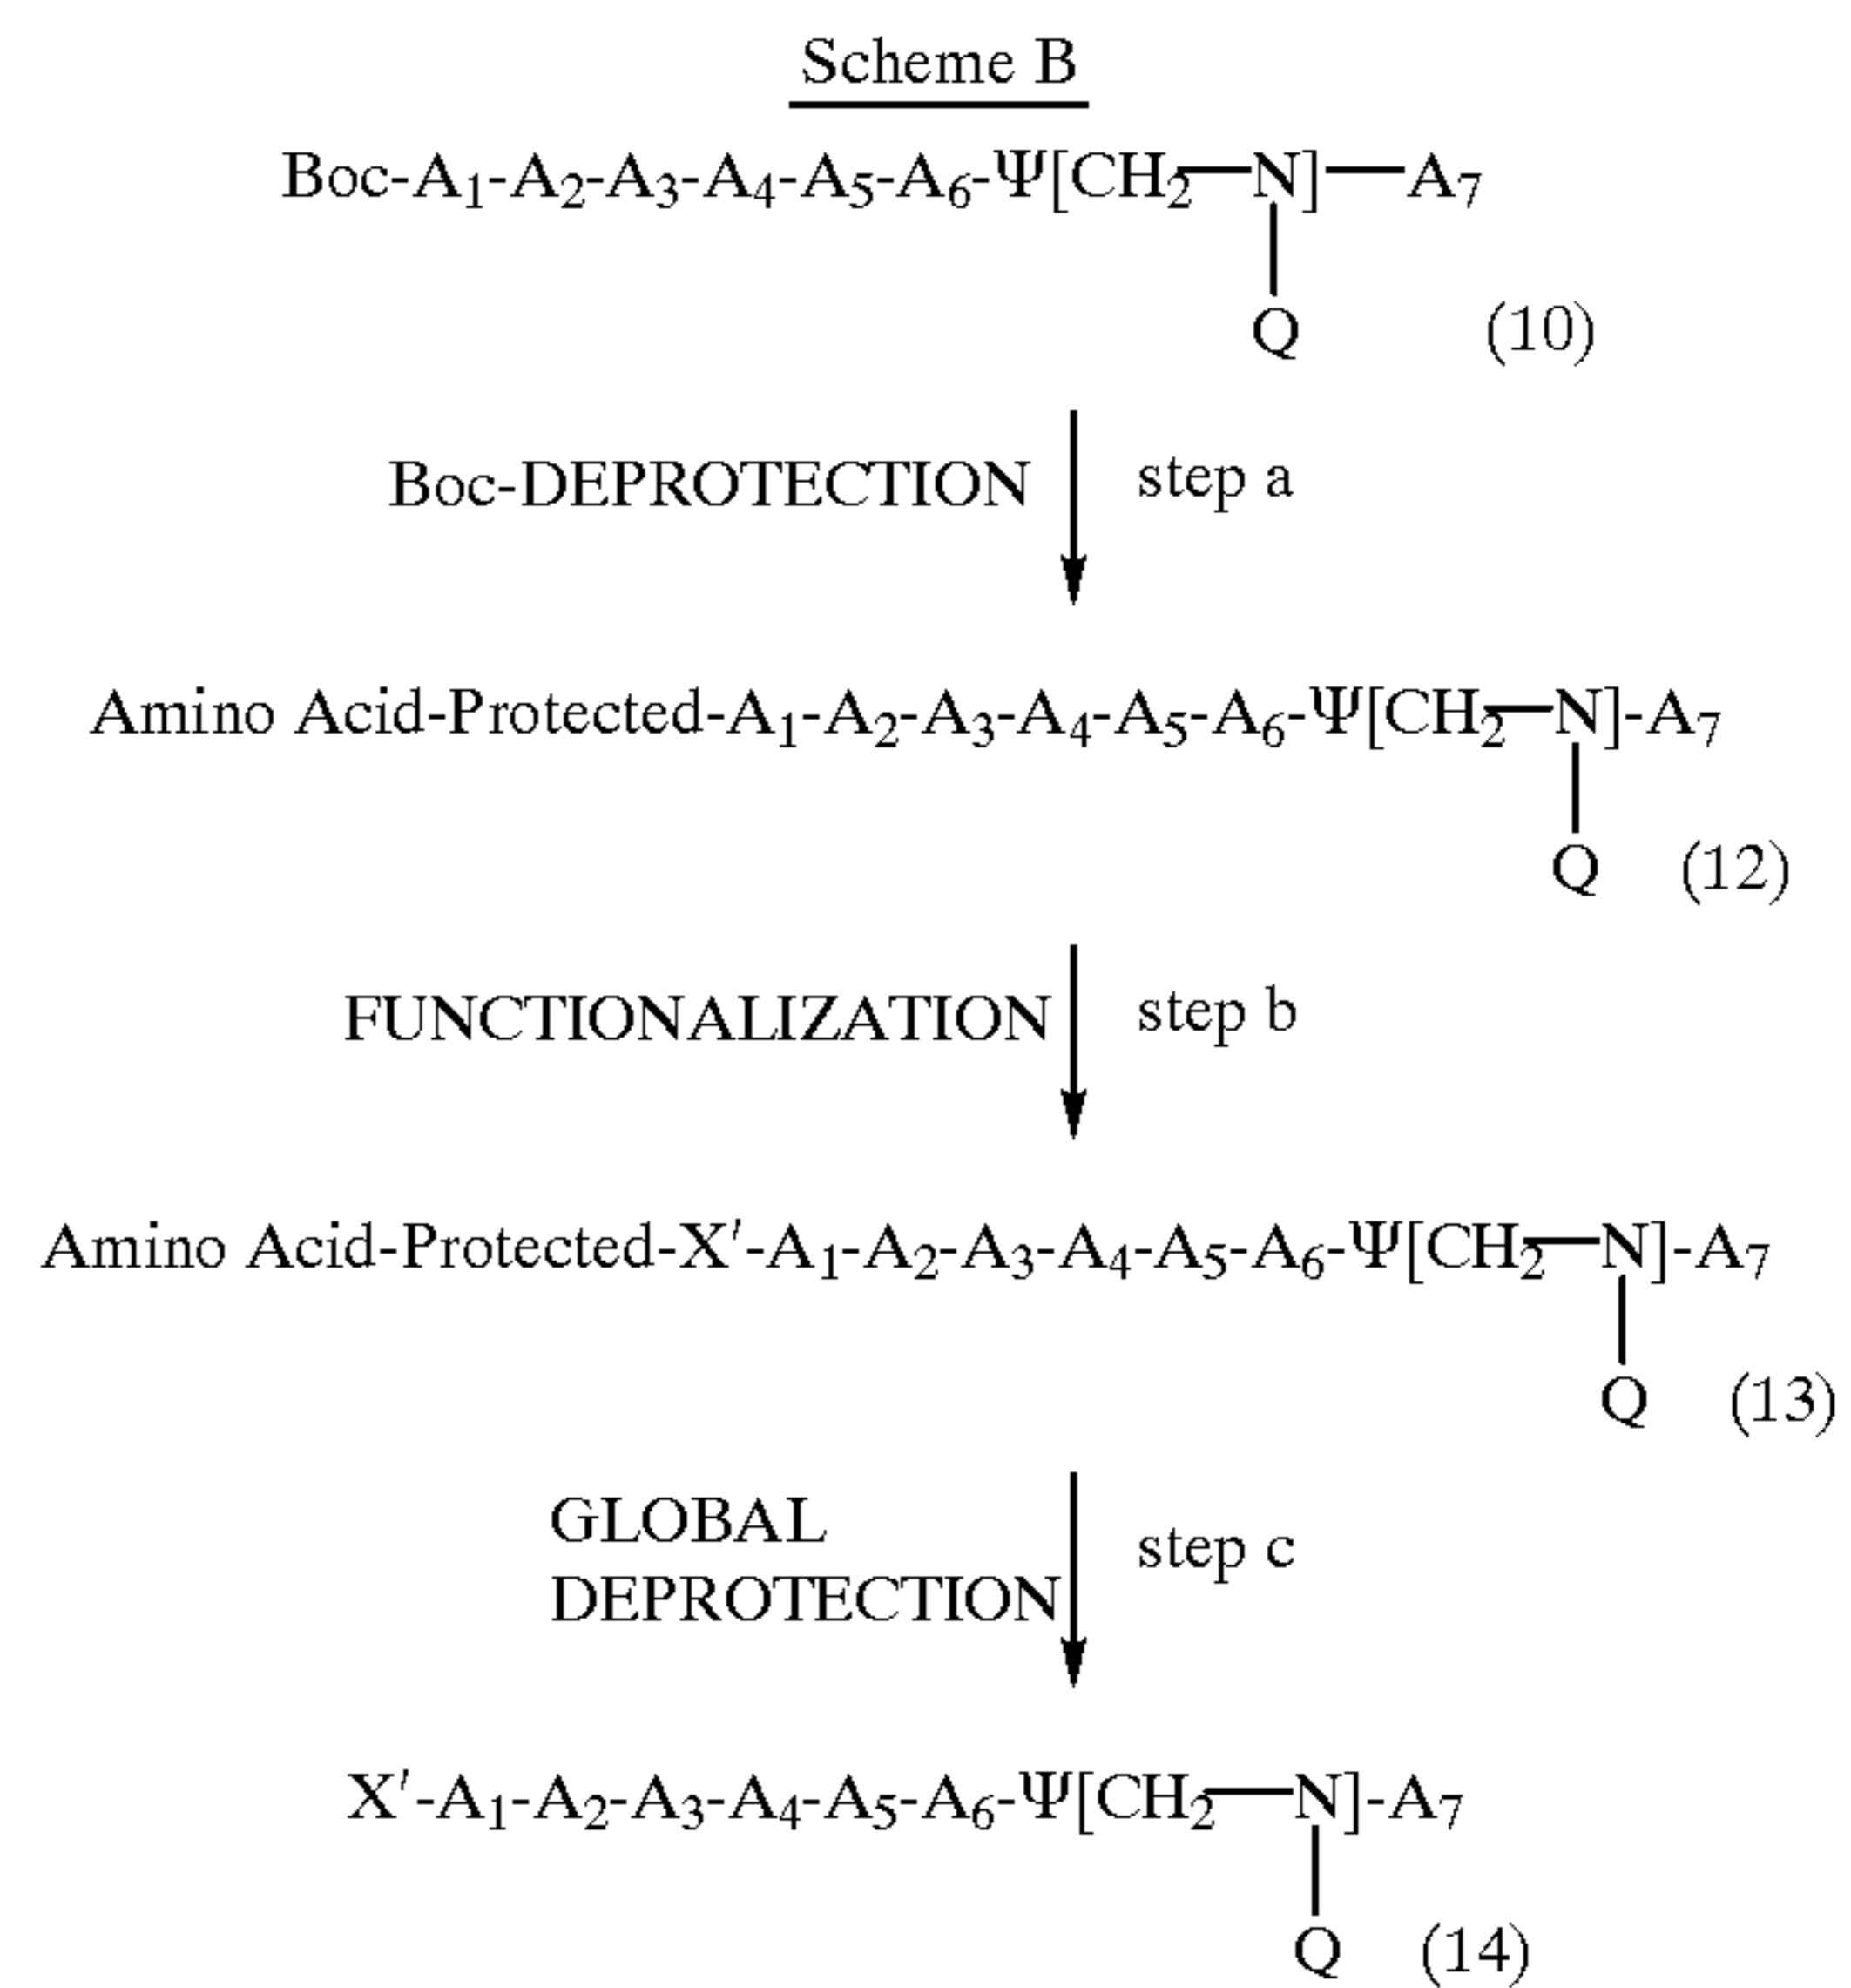 Scheme B
Boc-A₁-A₂-A₃-A₄-A₅-A₆-Ψ[CH₂—N]—A₇
Q (10)
Boc-DEPROTECTION step a
Amino Acid-Protected-A₁-A₂-A₃-A₄-A₅-A₆-Ψ[CH₂—N]-A₇
Q (12)
FUNCTIONALIZATION step b
Amino Acid-Protected-X'-A₁-A₂-A₃-A₄-A₅-A₆-Ψ[CH₂—N]-A₇
Q (13)
GLOBAL
DEPROTECTION step c
X'-A₁-A₂-A₃-A₄-A₅-A₆-Ψ[CH₂—N]-A₇
Q (14)